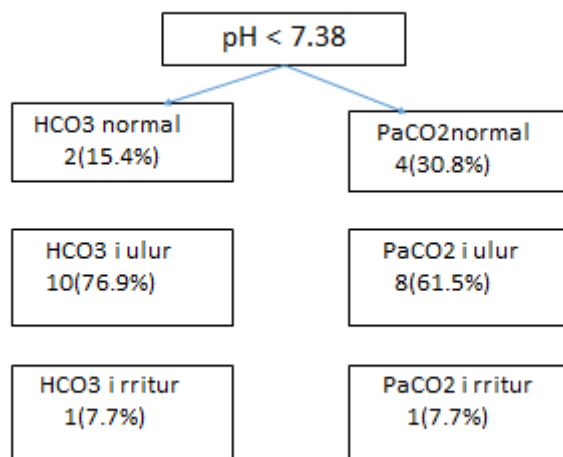 pH < 7.38
HCO3 normal
2(15.4%)
PaCO2normal
4(30.8%)
HCO3 i ulur
10(76.9%)
PaCO2 i ulur
8(61.5%)
HCO3 i rritur
1(7.7%)
PaCO2 i rritur
1(7.7%)